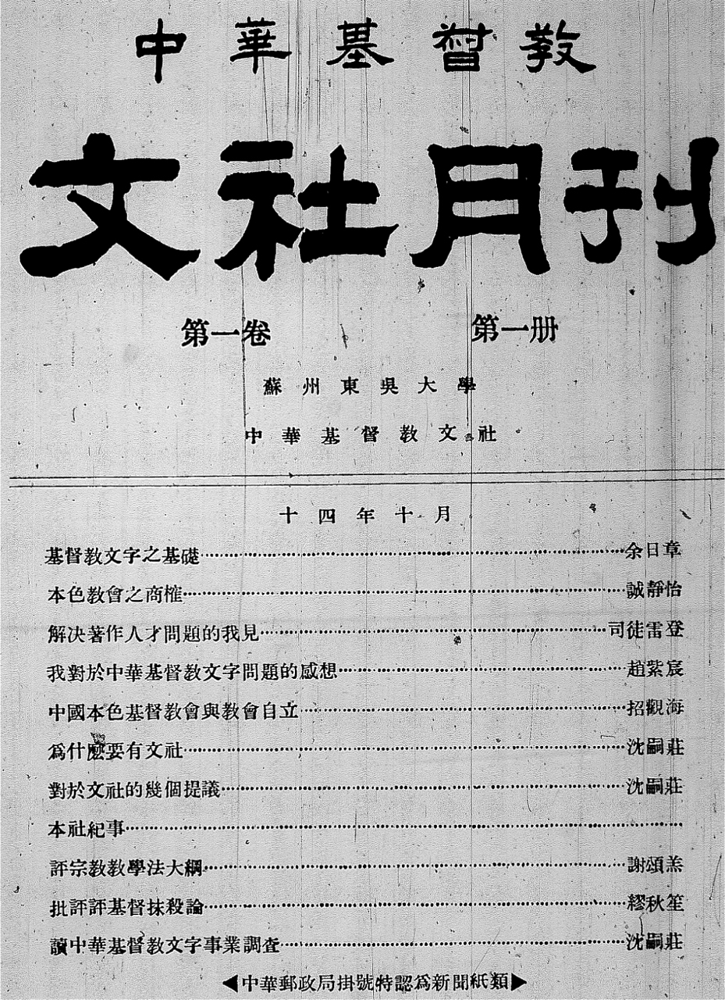 中華基督教
文社月刊
第一卷 第一册
蘇州東吳大學
中華基督教文社
十四年十月
基督教文字之基礎……余日章
本色教會之商榷……誠靜怡
解决著作人才問題的我見……司徒雷登
我對於中華基督教文字問題的感想……趙紫宸
中國本色基督教會與教會自立……招觀海
爲什麽要有文社……沈嗣莊
對於文社的幾個提議……沈嗣莊
本社紀事……
評宗教教學法大綱……謝頌羔
批評評基督抹殺論……繆秋笙
讀中華基督教文字事業調查……沈嗣莊
◀中華郵政局掛號特認爲新聞紙類▶